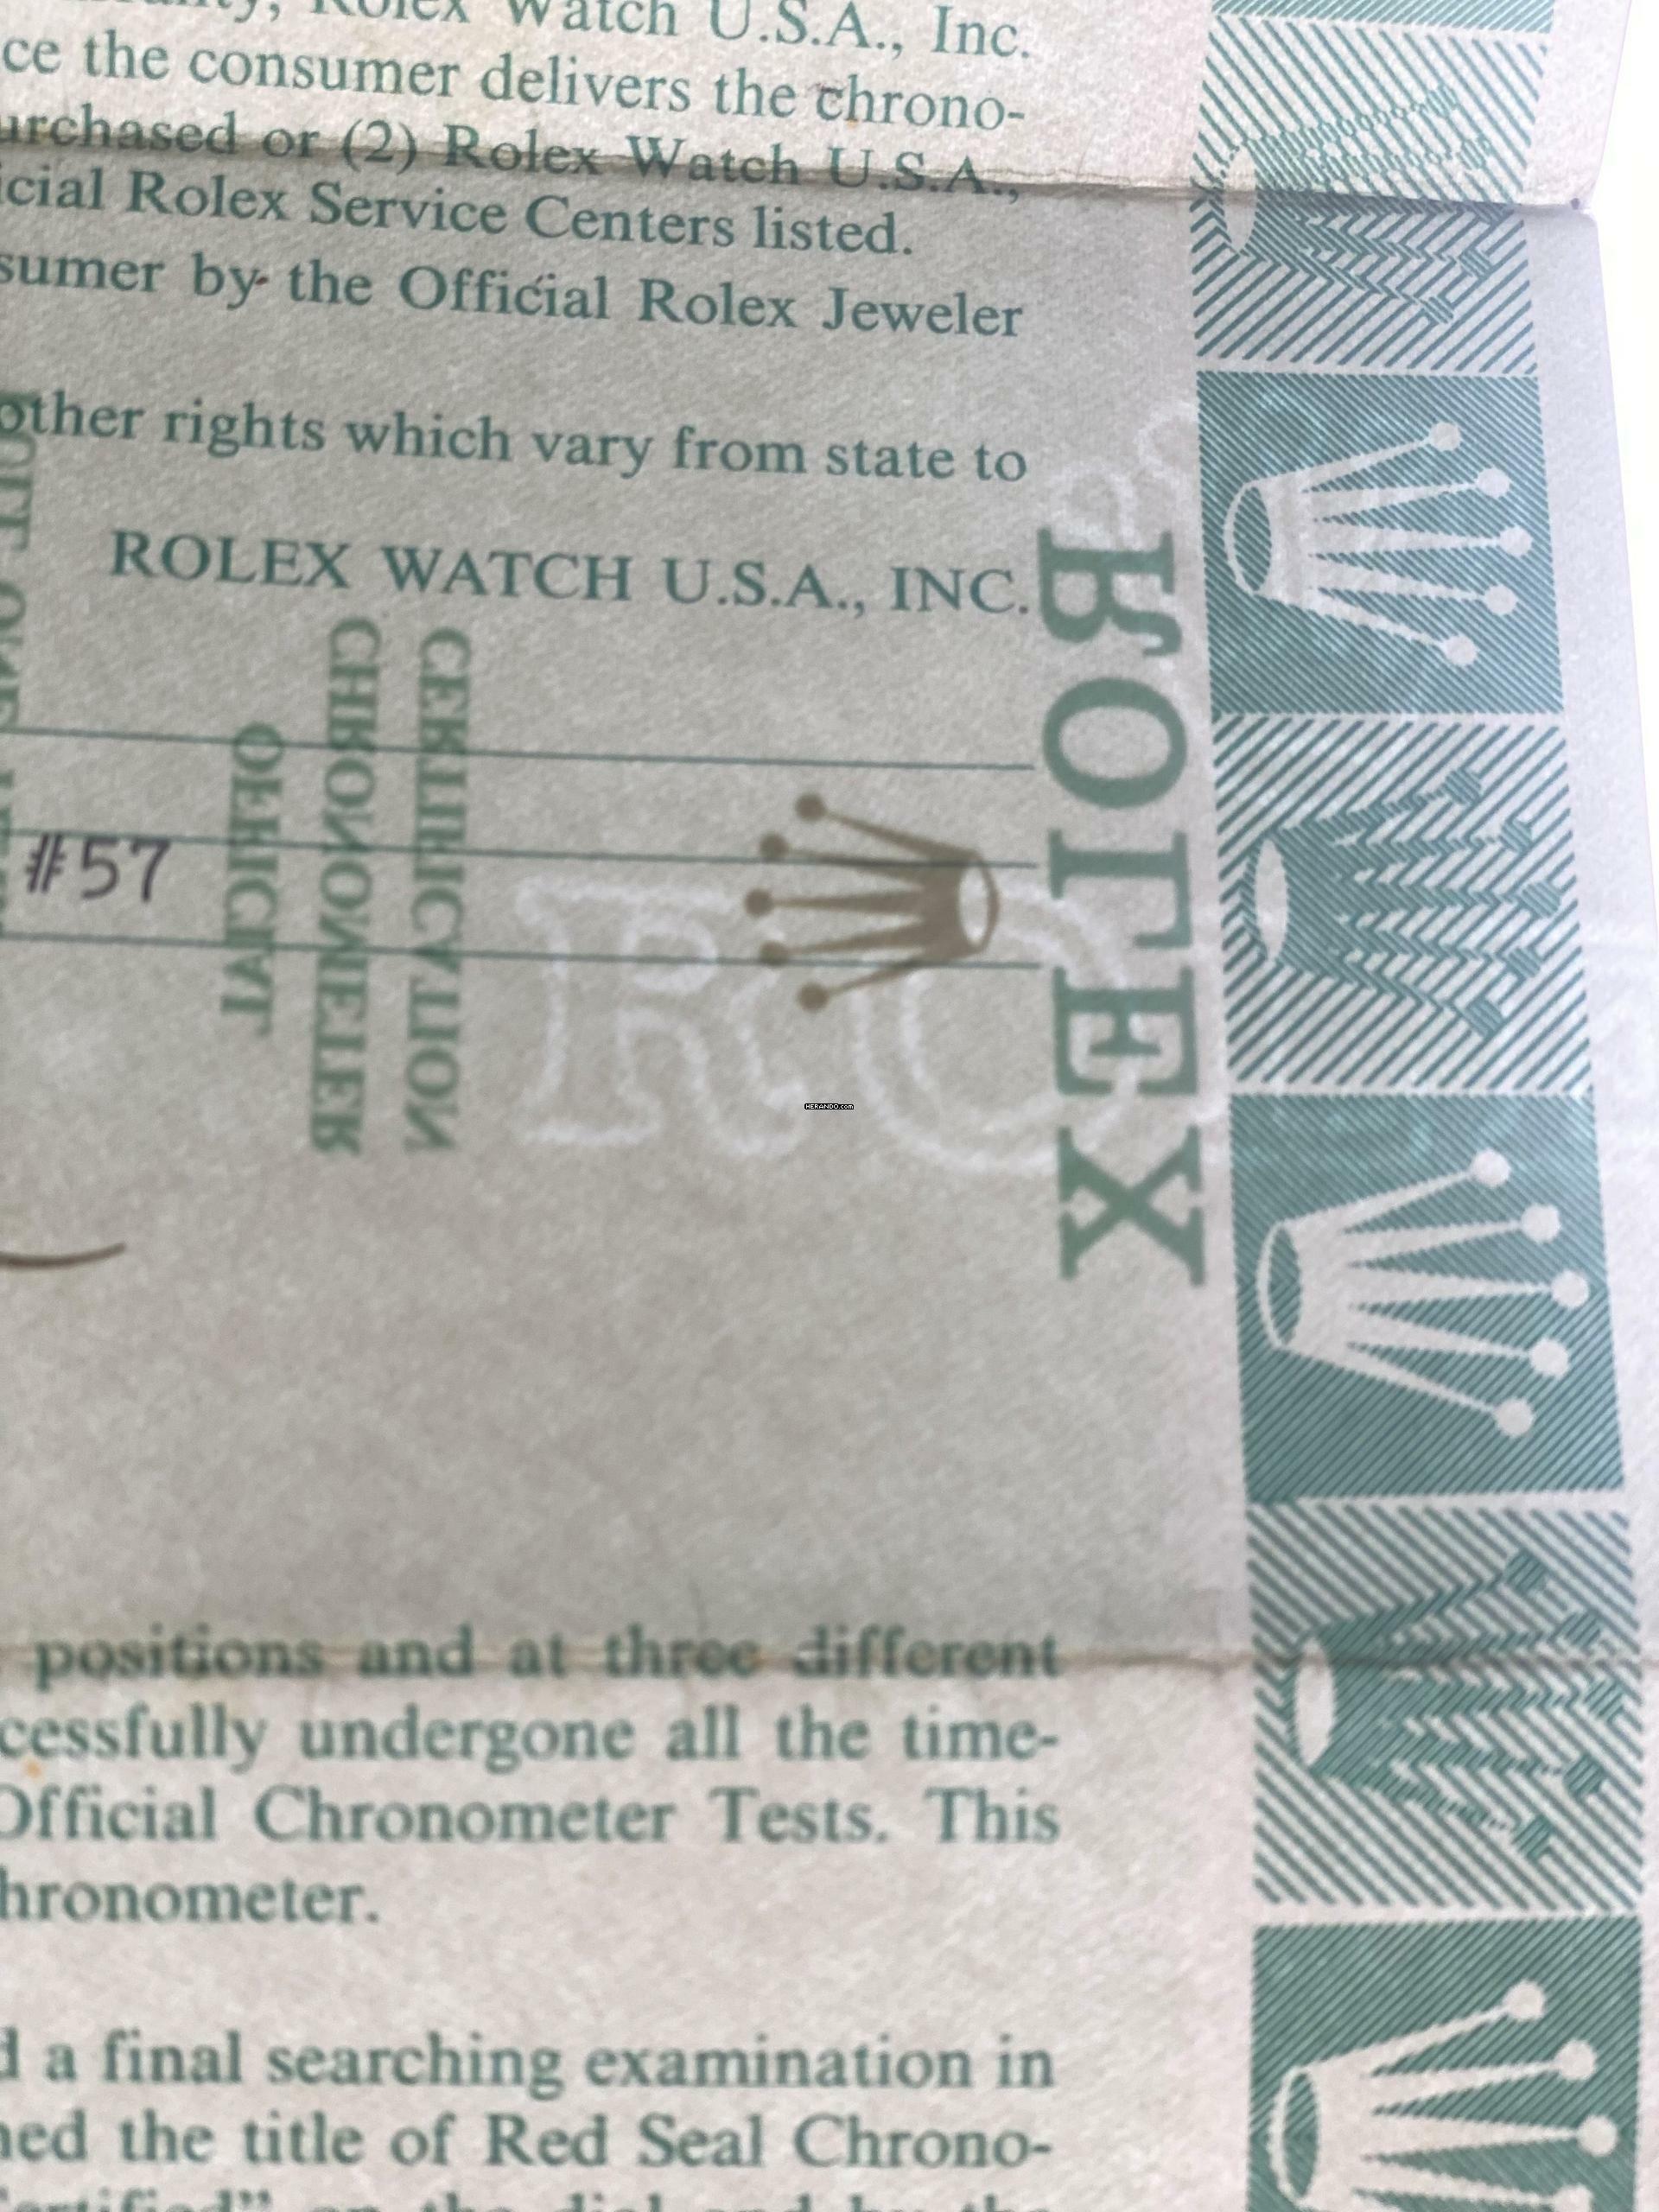 Rolex Watch U.S.A., Inc.
ce the consumer delivers the chrono-
urchased or (2) Rolex Watch U.S.A.,
icial Rolex Service Centers listed.
sumer by the Official Rolex Jeweler
other rights which vary from state to
ROLEX WATCH U.S.A., INC.
ROLEX
CERTIFICATION
CHRONOMETER
OFFICIAL
#57
RO
HERANDO.com
positions and at three different
cessfully undergone all the time-
Official Chronometer Tests. This
hronometer.
d a final searching examination in
ned the title of Red Seal Chrono-